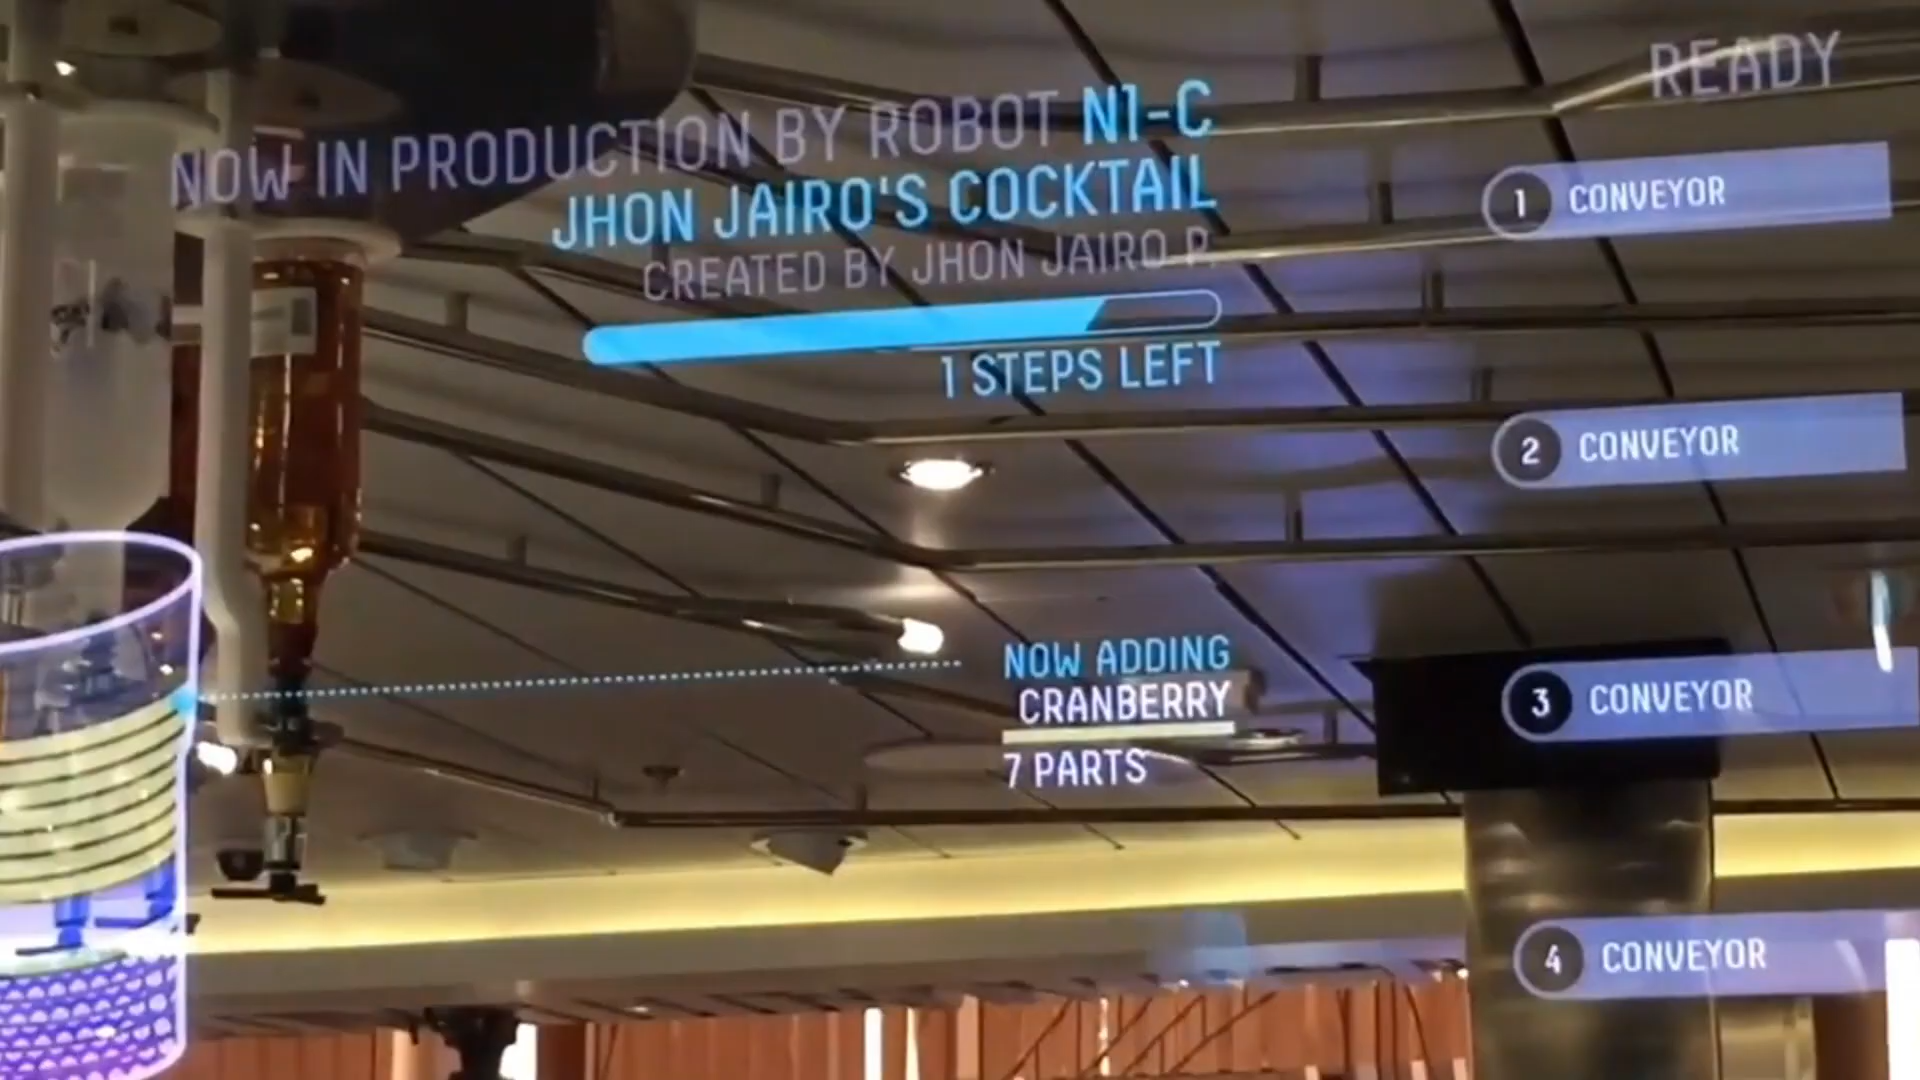 NOW IN PRODUCTION BY ROBOT N1-C
JHON JAIRO'S COCKTAIL
CREATED BY JHON JAIRO P.
1 STEPS LEFT
NOW ADDING
CRANBERRY
7 PARTS
READY
1 CONVEYOR
2 CONVEYOR
3 CONVEYOR
4 CONVEYOR